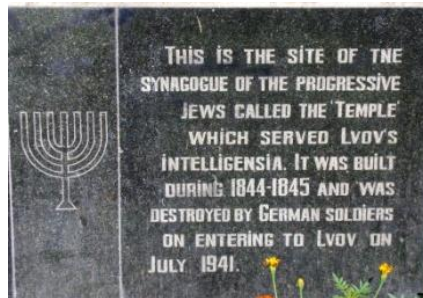 THIS IS THE SITE OF TNE
SYNAGOGUE OF THE PROGRESSIVE
JEWS CALLED THE 'TEMPLE'
WHICH SERVED LVOV'S
INTELLIGENSIA. IT WAS BUILT
DURING 1844-1845 AND WAS
DESTROYED BY GERMAN SOLDIERS
ON ENTERING TO LVOV ON
JULY 1941.